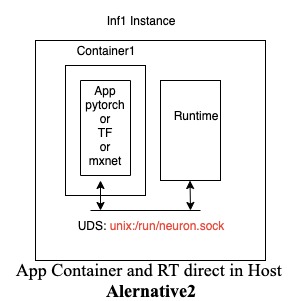 Inf1 Instance
Container1
App
pytorch
or
TF
or
mxnet
Runtime
UDS: unix:/run/neuron.sock
App Container and RT direct in Host
Alernative2